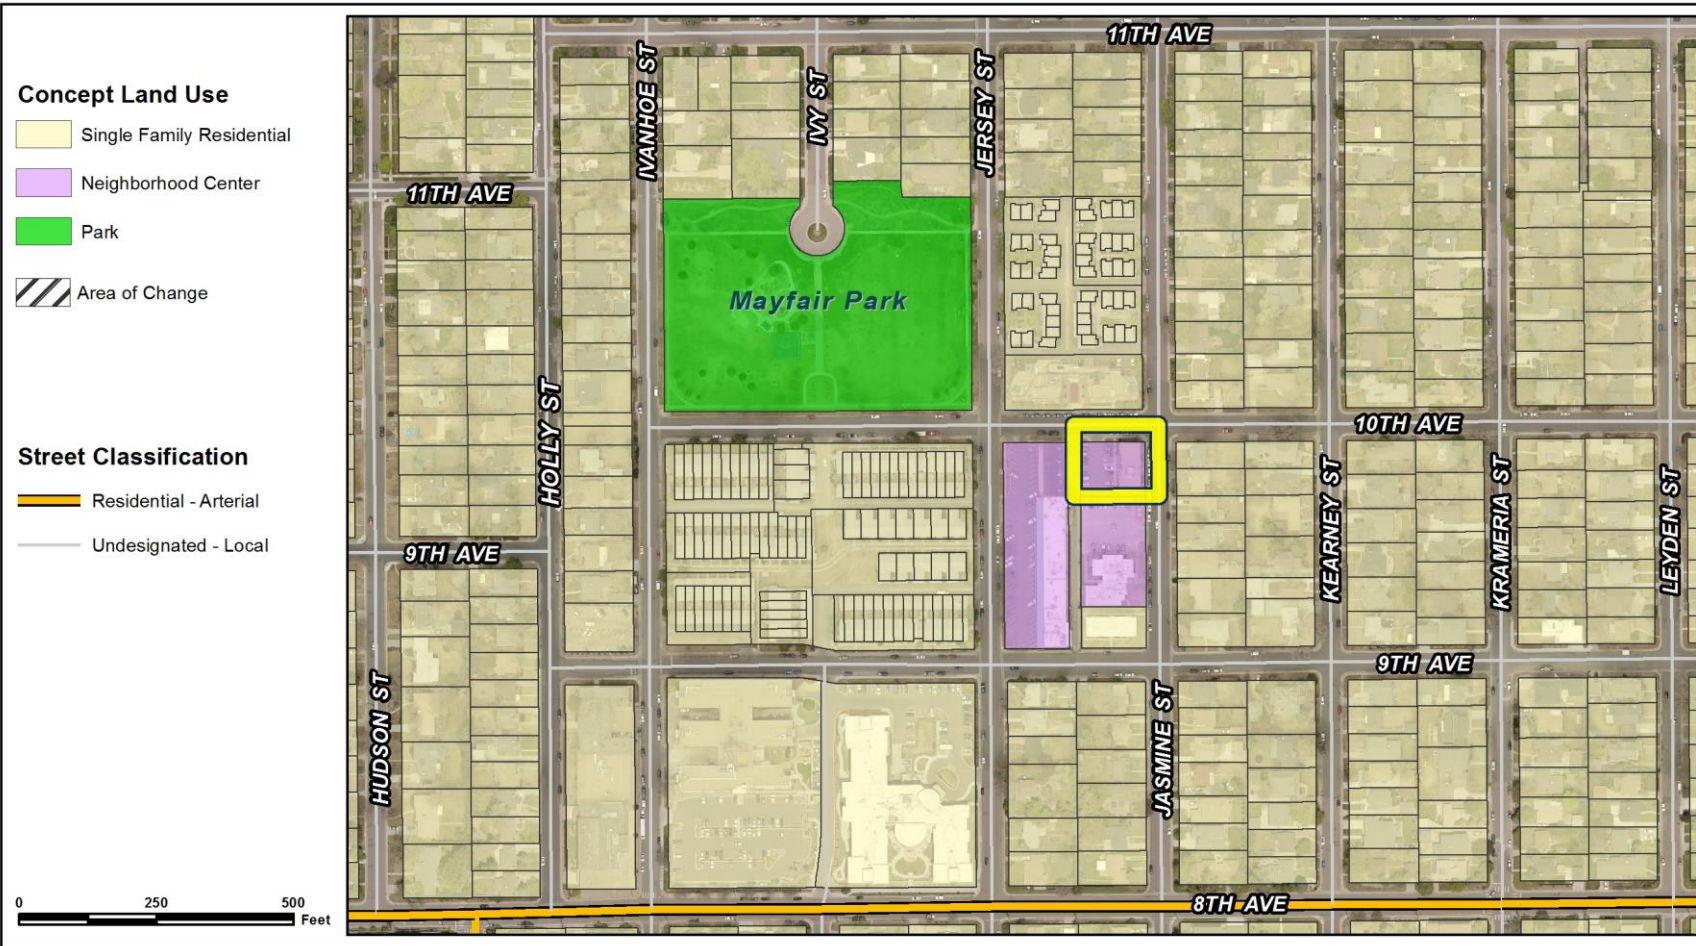 Concept Land Use
Single Family Residential
Neighborhood Center
Park
Area of Change
Street Classification
Residential - Arterial
Undesignated - Local
0 250 500
Feet
11TH AVE
IVANHOE ST
IVY ST
JERSEY ST
11TH AVE
Mayfair Park
HOLLY ST
10TH AVE
KEARNEY ST
KRAMERIA ST
LEYDEN ST
9TH AVE
9TH AVE
HUDSON ST
JASMINE ST
8TH AVE